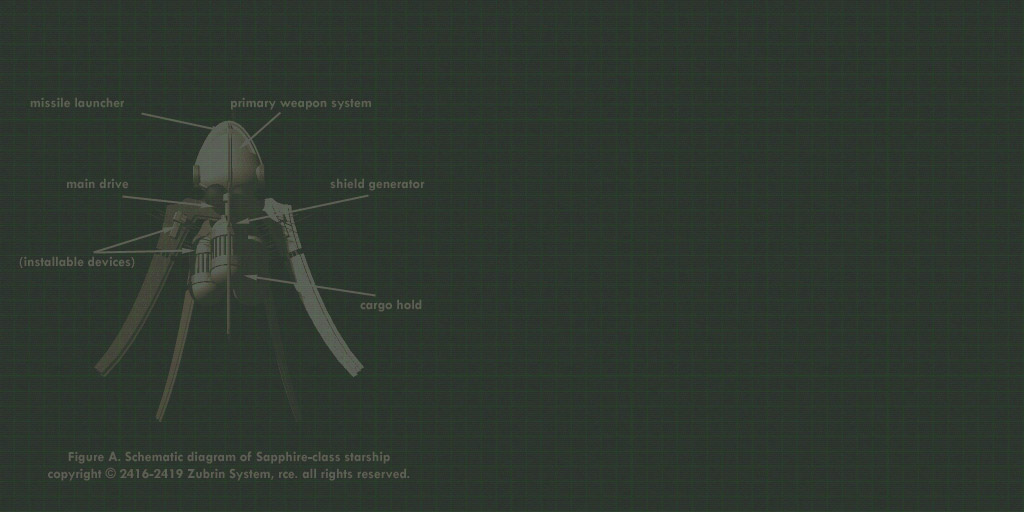 missile launcher
primary weapon system
main drive
shield generator
(installable devices)
cargo hold
Figure A. Schematic diagram of Sapphire-class starship
copyright © 2416-2419 Zubrin System, rce. all rights reserved.